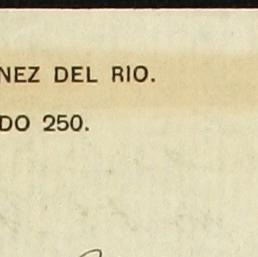 NEZ DEL RIO.
DO 250.